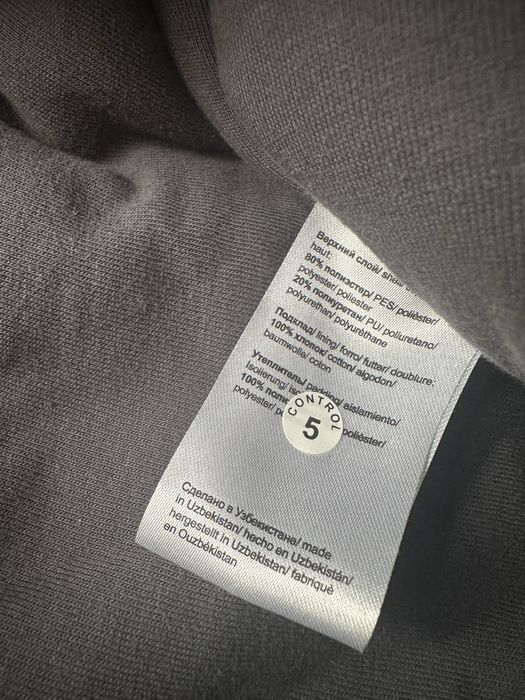 Верхний слой/ shell
haut:
80% полиэстер/ PES/ poliéster/
polyester/ poliester
20% полиуретан/ PU/ poliuretano/
polyurethan/ polyuréthane
Подклад/ lining/ forro/ futter/ doublure:
100% хлопок/ cotton/ algodon/
baumwolle/ coton
Утеплитель/ padding/ aislamiento/
Isolierung/
100% poliéster/
polyester/
CONTROL
5
Сделано в Узбекистане/ made
in Uzbekistan/ hecho en Uzbekistán/
hergestellt in Uzbekistan/ fabriqué
en Ouzbékistan